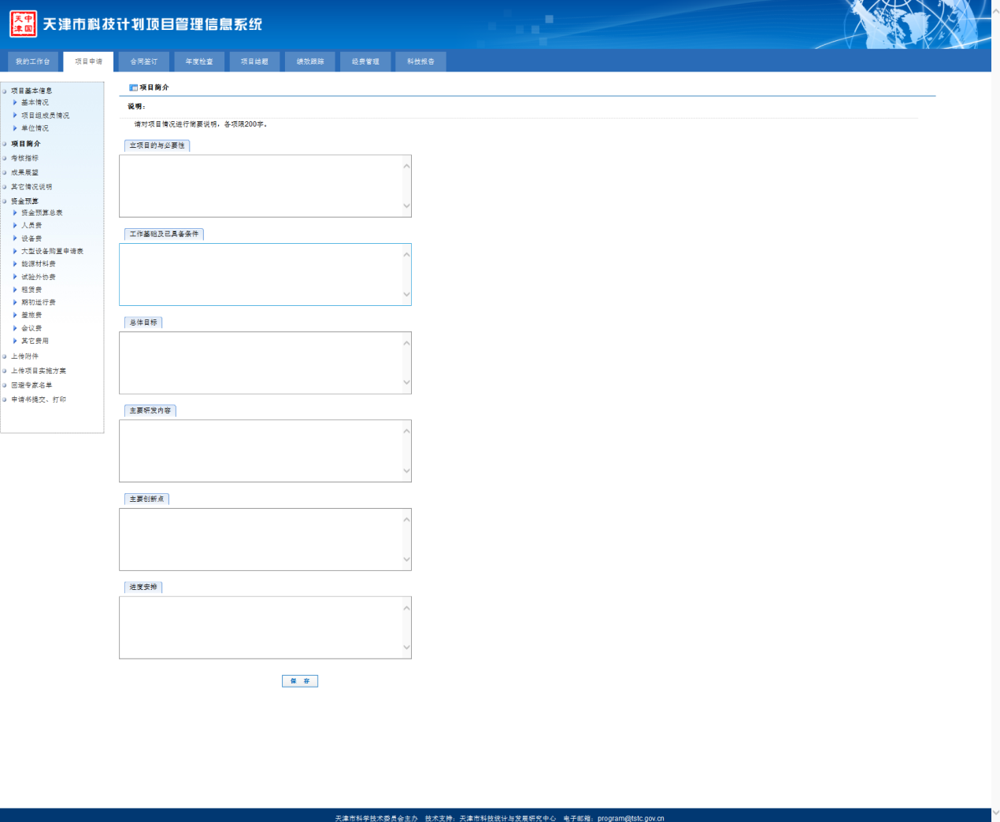 天津市科技计划项目管理信息系统
我的工作台 项目申请 合同签订 年度检查 项目结题 绩效跟踪 经费管理 科技报告
项目基本信息
基本情况
项目组成员情况
单位情况
项目简介
考核指标
成果展望
其它情况说明
资金预算
资金预算总表
人员费
设备费
大型设备购置申请表
能源材料费
试验外协费
租赁费
期初运行费
差旅费
会议费
其它费用
上传附件
上传项目实施方案
回避专家名单
申请书提交、打印
项目简介
说明：
请对项目情况进行简要说明，各项限200字。
立项目的与必要性
工作基础及已具备条件
总体目标
主要研发内容
主要创新点
进度安排
保 存
天津市科学技术委员会主办 技术支持：天津市科技统计与发展研究中心 电子邮箱：program@tstc.gov.cn